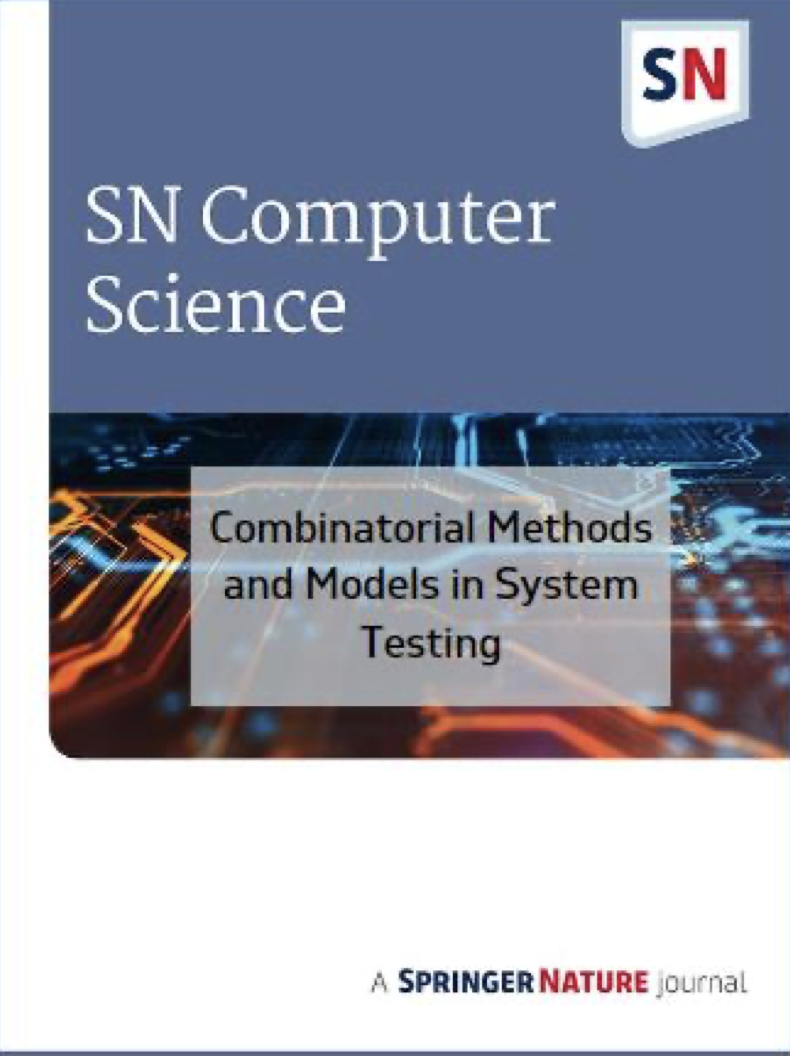 SN
SN Computer
Science
Combinatorial Methods
and Models in System
Testing
A SPRINGER NATURE journal